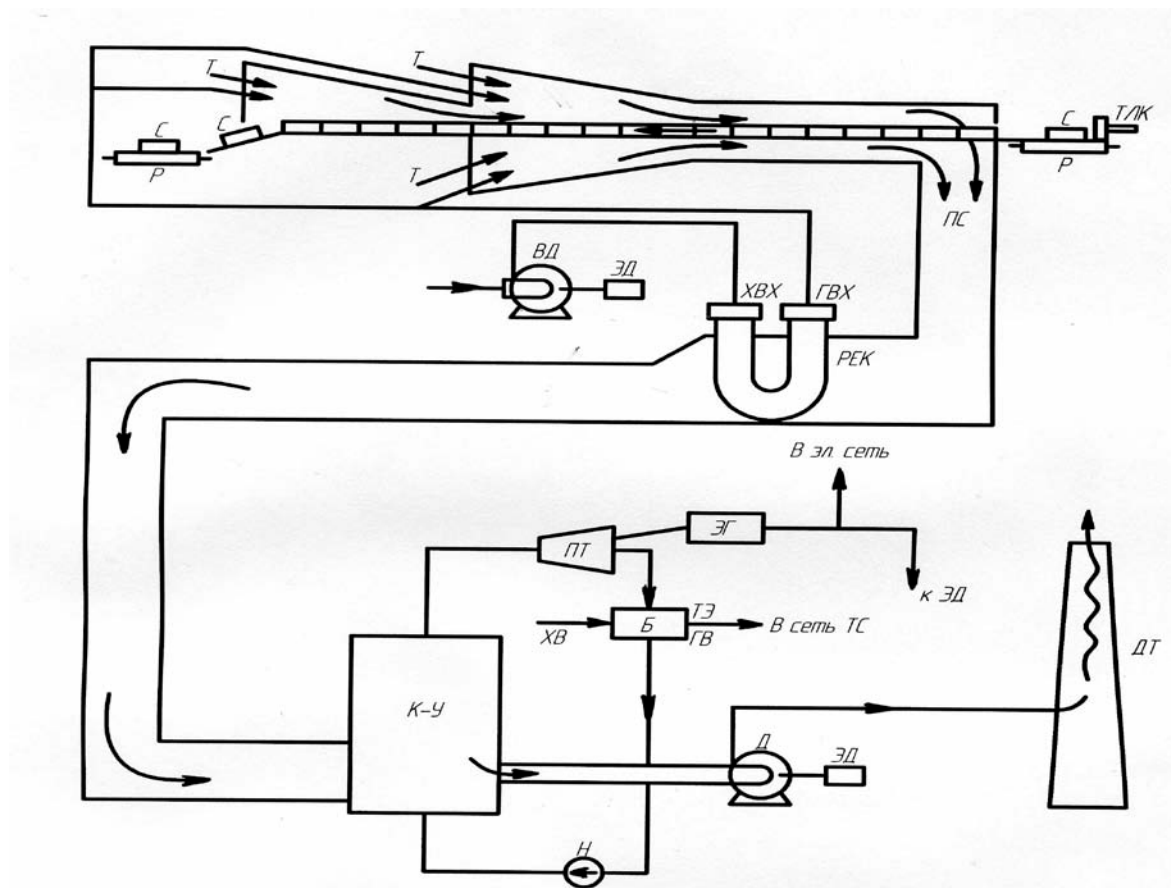 Т
Т
С
ТЛК
С
С
Р
Р
Т
ПС
ВД
ЭД
ХВХ
ГВХ
РЕК
В эл. сеть
ПТ
ЭГ
к ЭД
ХВ
Б
ТЭ
ГВ
В сеть ТС
ДТ
К-У
Д
ЭД
Н